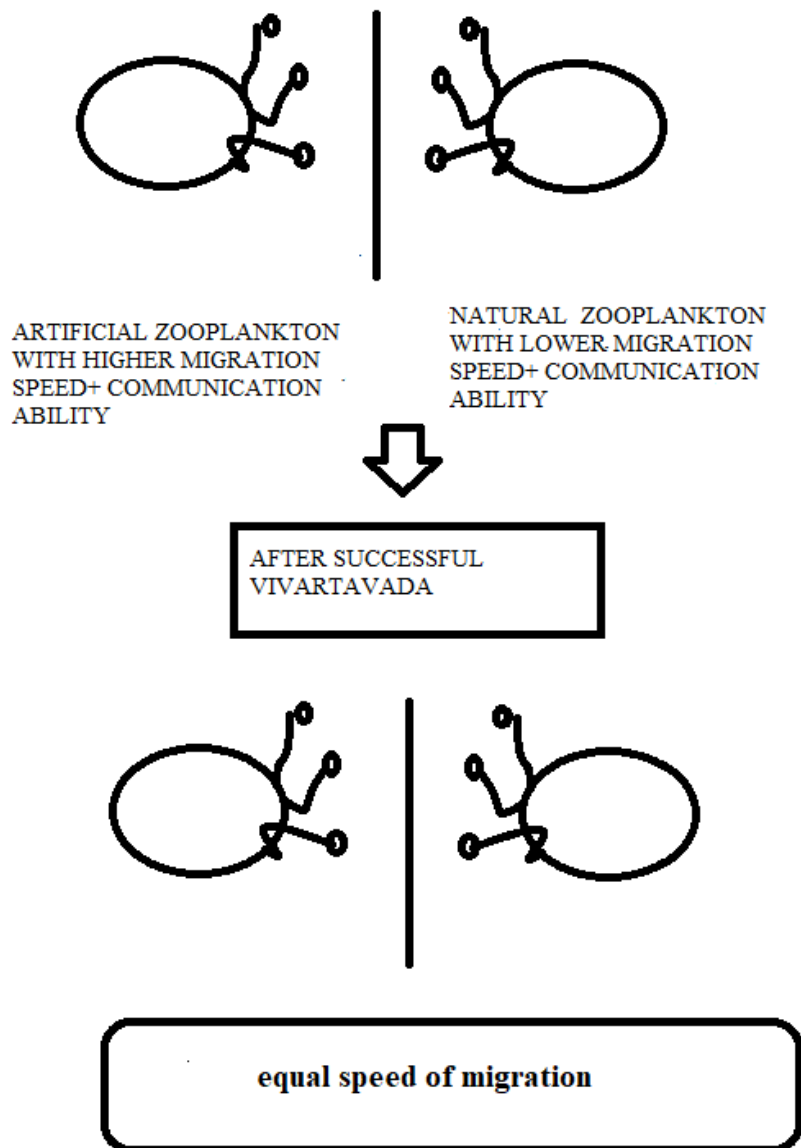 ARTIFICIAL ZOOPLANKTON
WITH HIGHER MIGRATION
SPEED+ COMMUNICATION
ABILITY
NATURAL ZOOPLANKTON
WITH LOWER MIGRATION
SPEED+ COMMUNICATION
ABILITY
AFTER SUCCESSFUL
VIVARTAVADA
equal speed of migration